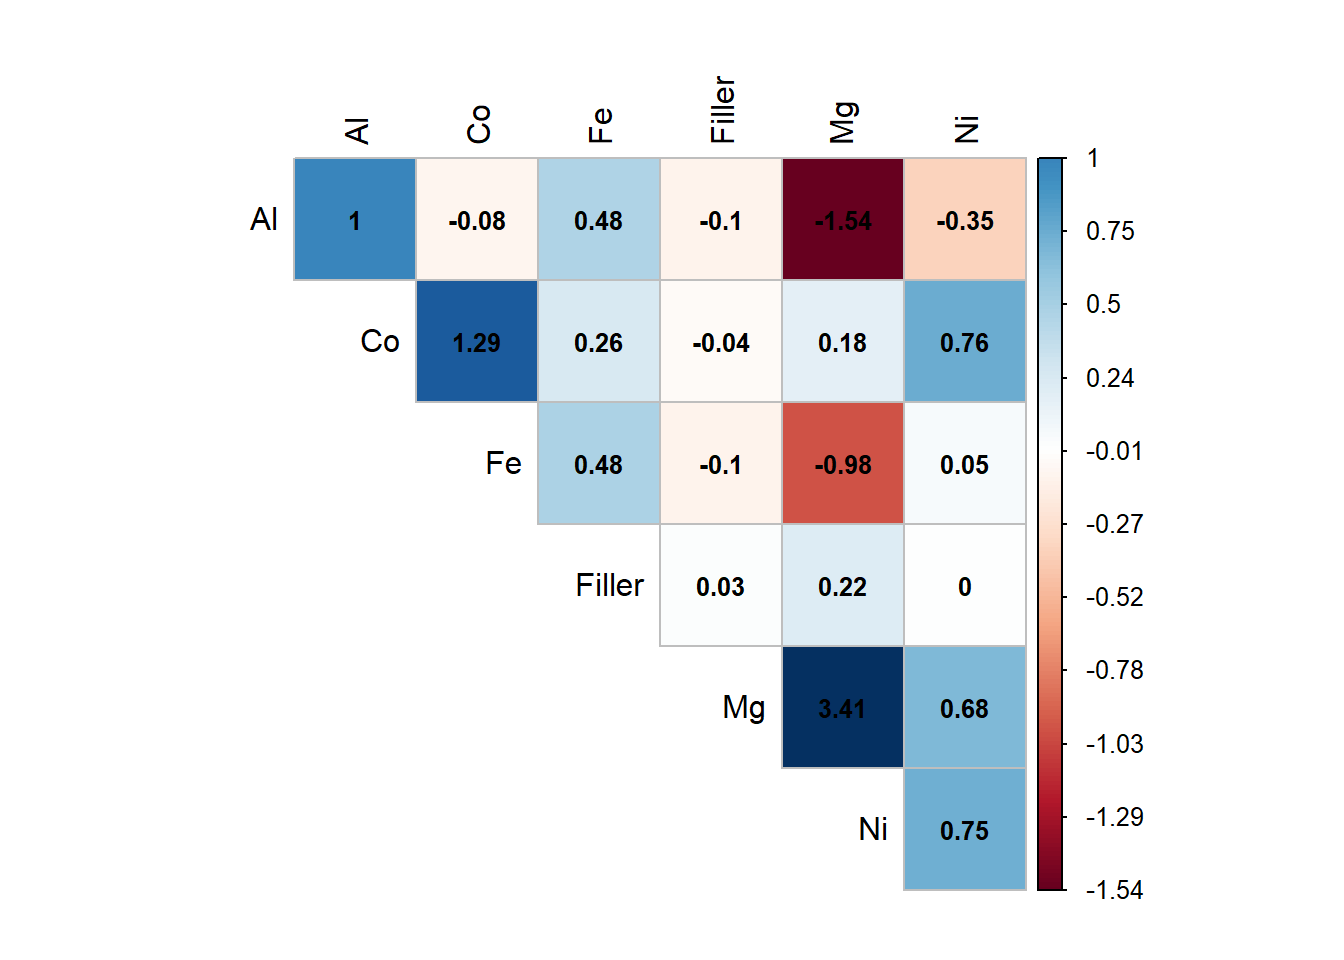 Al Co Fe Filler Mg Ni
Al 1 -0.08 0.48 -0.1 -1.54 -0.35
Co 1.29 0.26 -0.04 0.18 0.76
Fe 0.48 -0.1 -0.98 0.05
Filler 0.03 0.22 0
Mg 3.41 0.68
Ni 0.75
1
0.75
0.5
0.24
-0.01
-0.27
-0.52
-0.78
-1.03
-1.29
-1.54